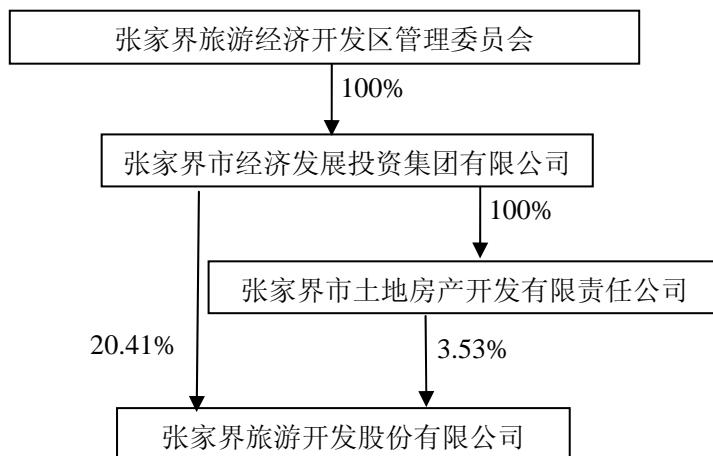 张家界旅游经济开发区管理委员会
100%
张家界市经济发展投资集团有限公司
100%
张家界市土地房产开发有限责任公司
20.41%
3.53%
张家界旅游开发股份有限公司